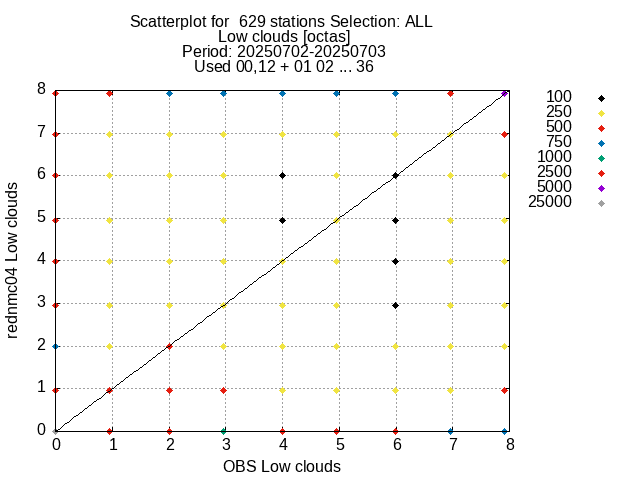 Scatterplot for  629 stations Selection: ALL
Low clouds [octas]
Period: 20250702-20250703
Used 00,12 + 01 02 ... 36
8
7
6
5
4
3
2
1
0
rednmc04 Low clouds
0 1 2 3 4 5 6 7 8
OBS Low clouds
100
250
500
750
1000
2500
5000
25000